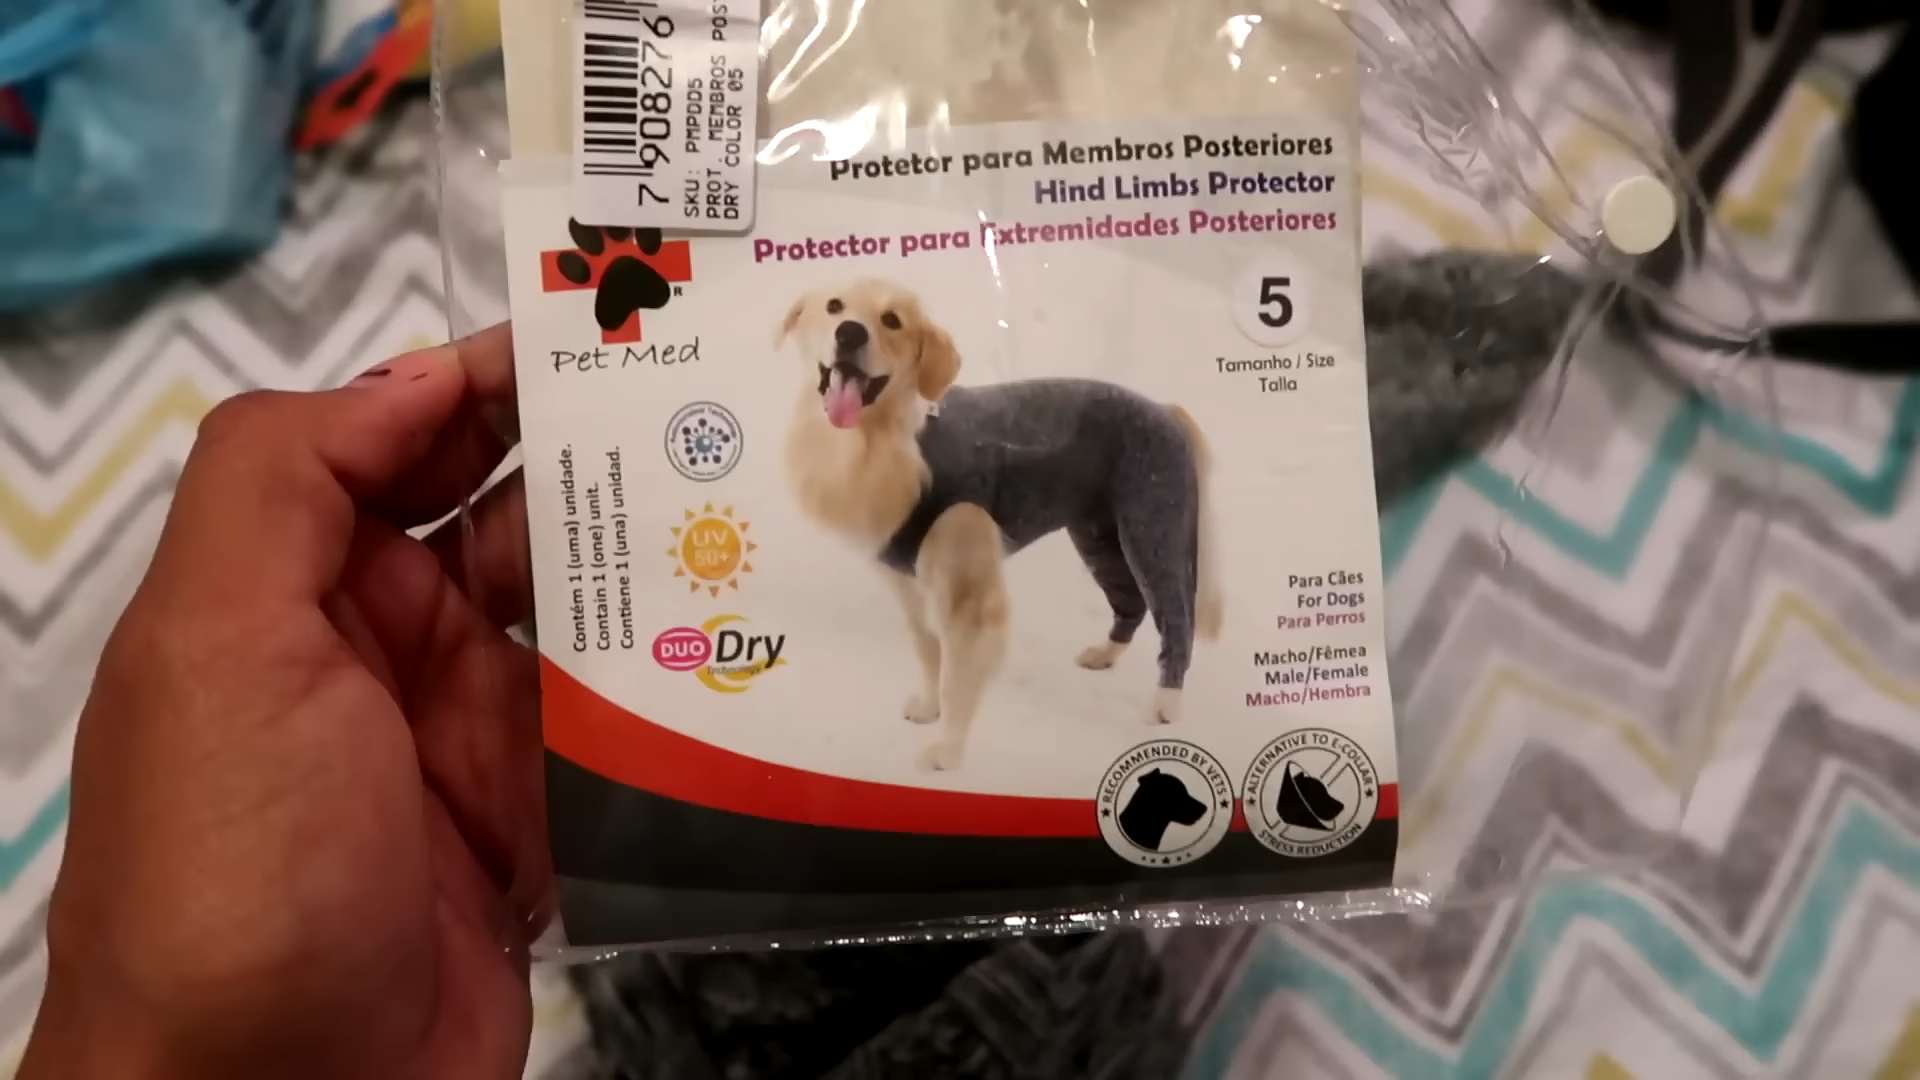 7 908276
SKU: PMPDD5
PROT. MEMBROS POS
DRY COLOR 05
Protetor para Membros Posteriores
Hind Limbs Protector
Protector para Extremidades Posteriores
R
Pet Med
5
Tamanho / Size
Talla
Contém 1 (uma) unidade.
Contain 1 (one) unit.
Contiene 1 (una) unidad.
UV
50+
DUO Dry
Technology
Para Cães
For Dogs
Para Perros
Macho/Fêmea
Male/Female
Macho/Hembra
RECOMMENDED BY VETS
ALTERNATIVE TO E-COLLAR
STRESS REDUCTION